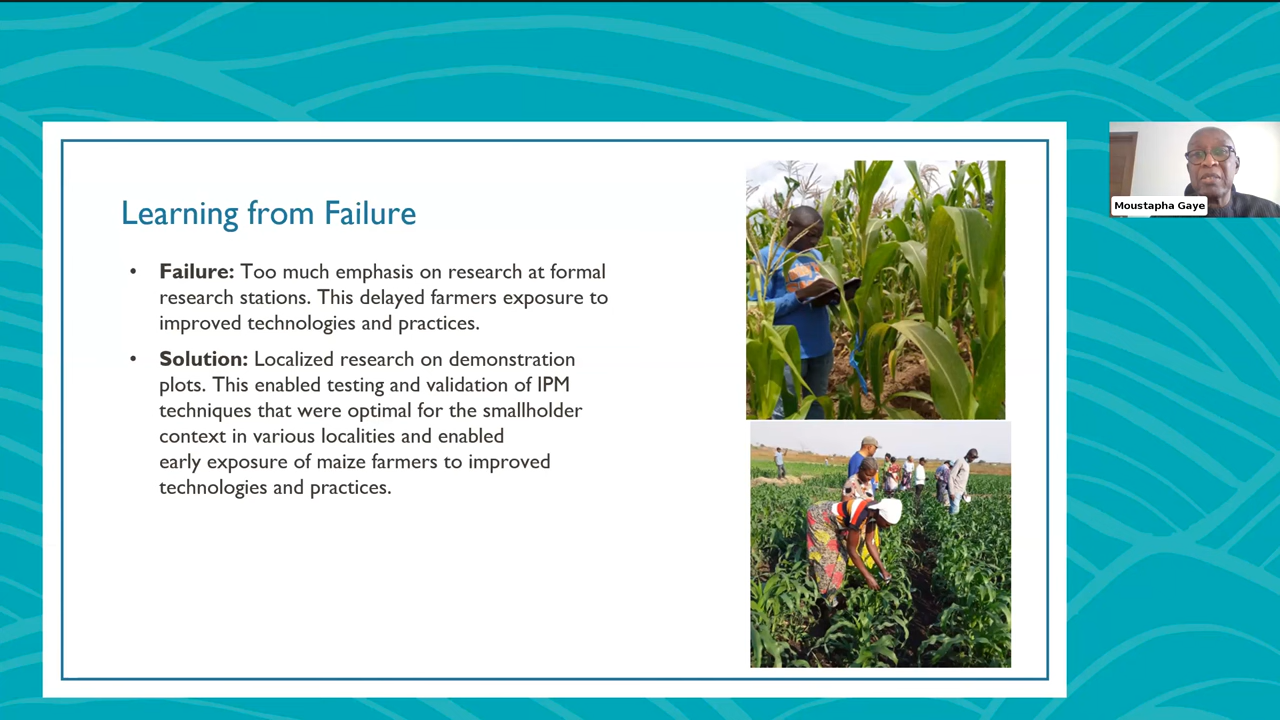 Learning from Failure
• Failure: Too much emphasis on research at formal
research stations. This delayed farmers exposure to
improved technologies and practices.
• Solution: Localized research on demonstration
plots. This enabled testing and validation of IPM
techniques that were optimal for the smallholder
context in various localities and enabled
early exposure of maize farmers to improved
technologies and practices.
Moustapha Gaye